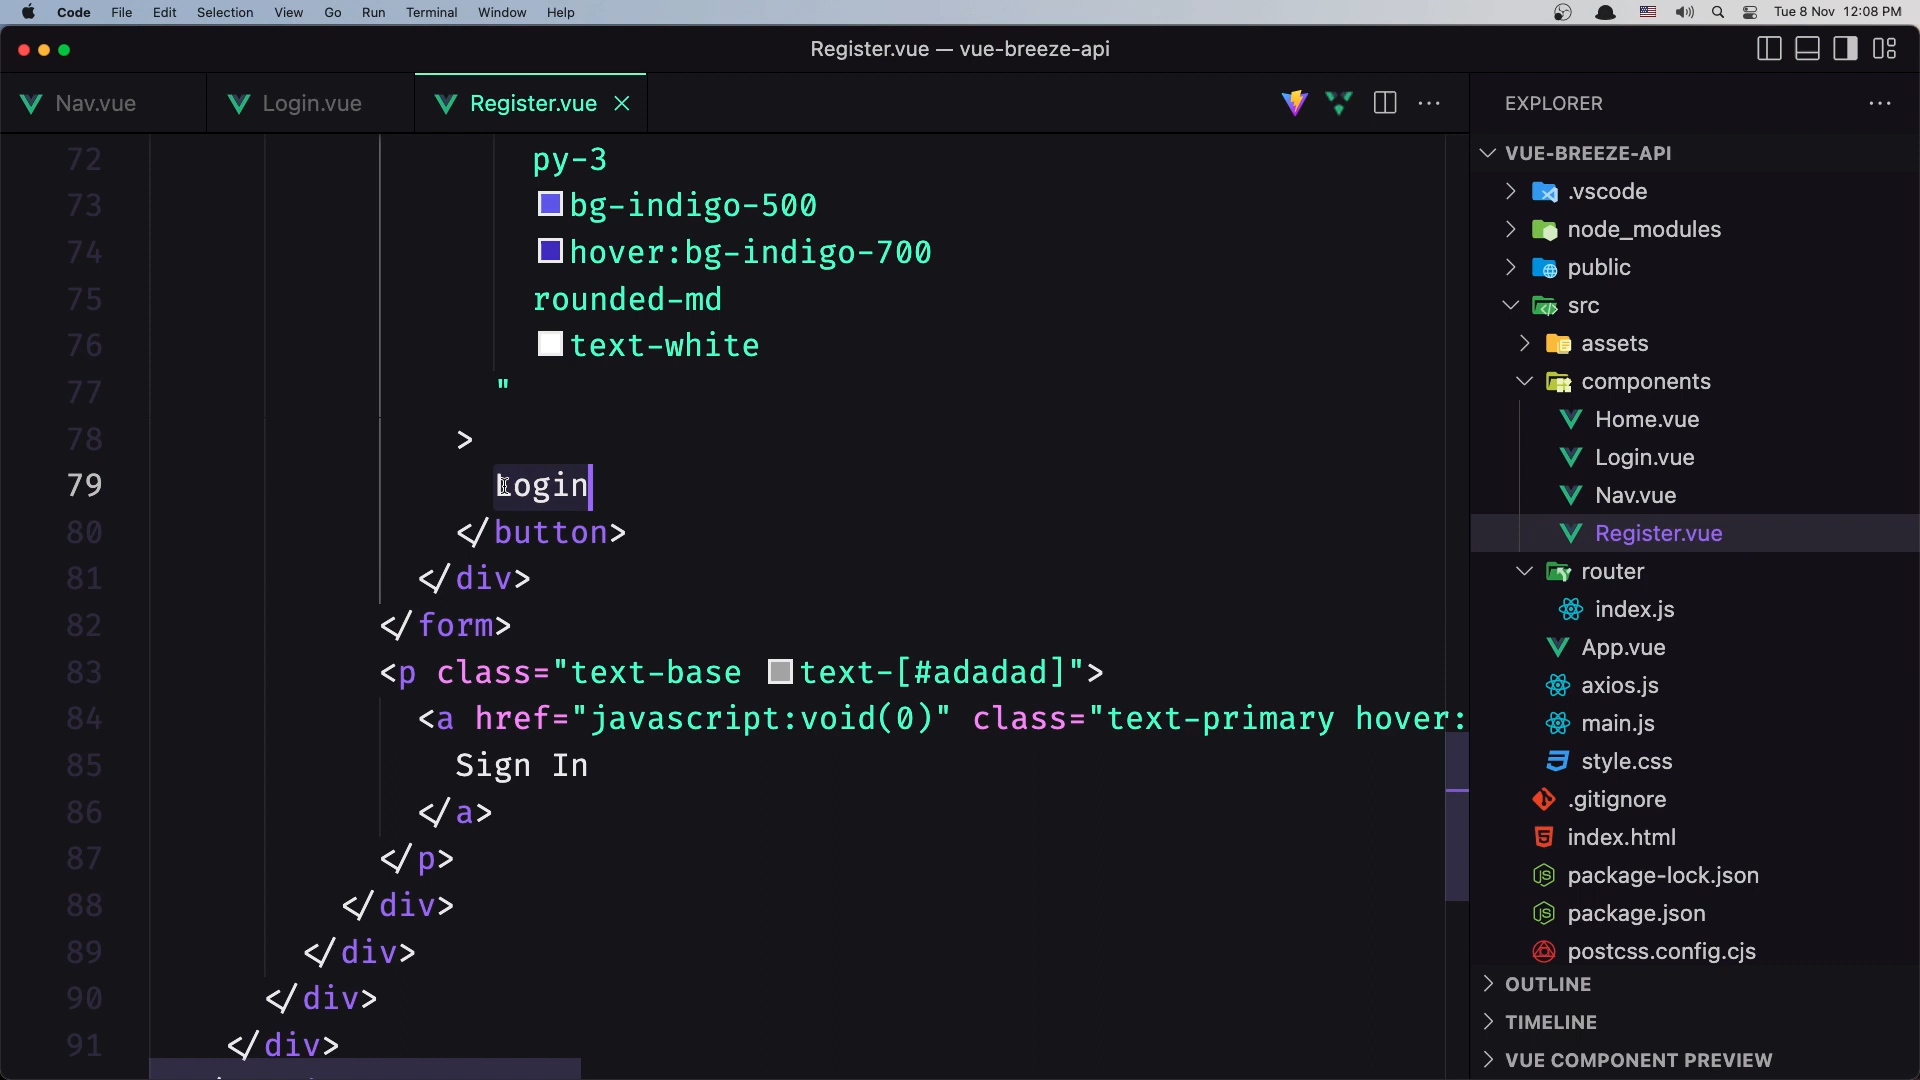 Code File Edit Selection View Go Run Terminal Window Help Tue 8 Nov 12:08 PM
Register.vue — vue-breeze-api
Nav.vue Login.vue Register.vue
72 py-3
73 bg-indigo-500
74 hover:bg-indigo-700
75 rounded-md
76 text-white
77 "
78 >
79 Login
80 </button>
81 </div>
82 </form>
83 <p class="text-base text-[#adadad]">
84 <a href="javascript:void(0)" class="text-primary hover:
85 Sign In
86 </a>
87 </p>
88 </div>
89 </div>
90 </div>
91 </div>
EXPLORER
VUE-BREEZE-API
.vscode
node_modules
public
src
assets
components
Home.vue
Login.vue
Nav.vue
Register.vue
router
index.js
App.vue
axios.js
main.js
style.css
.gitignore
index.html
package-lock.json
package.json
postcss.config.cjs
OUTLINE
TIMELINE
VUE COMPONENT PREVIEW